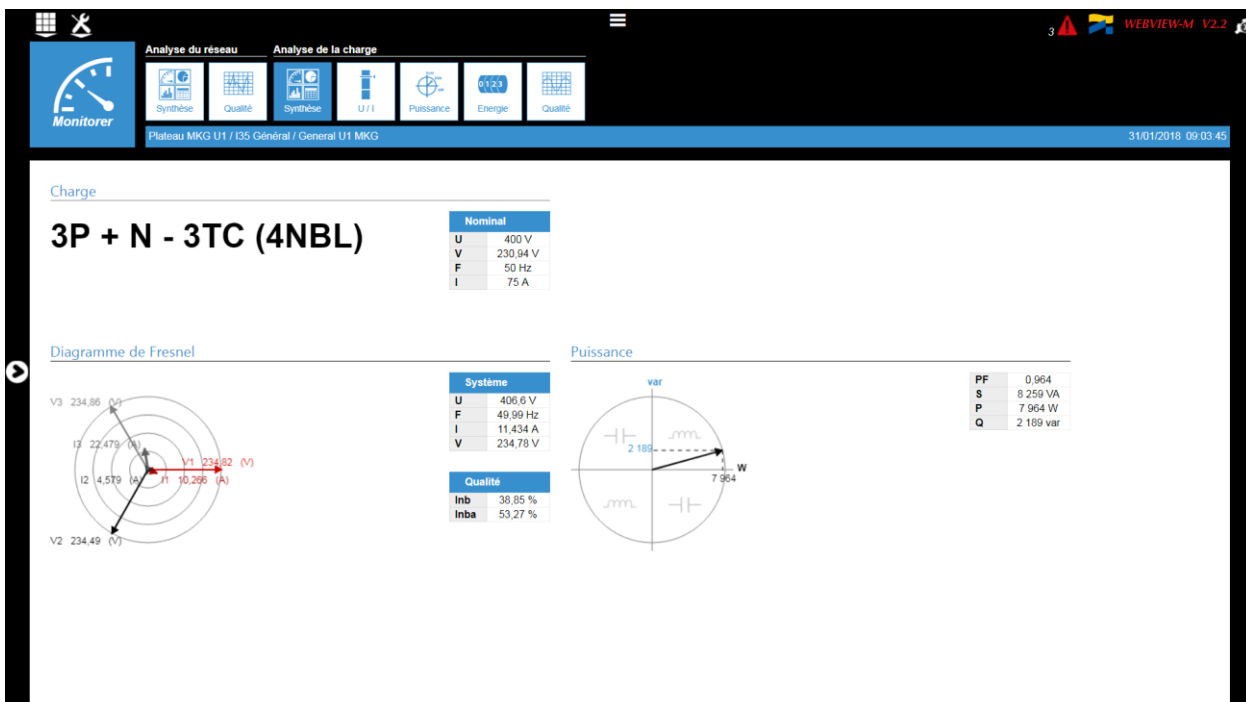 3
WEBVIEW-M V2.2
Analyse du réseau Analyse de la charge
Monitorer
Synthèse Qualité Synthèse U / I Puissance Energie Qualité
0123
Plateau MKG U1 / I35 Général / General U1 MKG 31/01/2018 09:03:45
Charge
3P + N - 3TC (4NBL)
Nominal
U 400 V
V 230,94 V
F 50 Hz
I 75 A
Diagramme de Fresnel
V3 234,86 (V)
I3 22,479 (A)
V1 234,82 (V)
I2 4,579 (A)
I1 10,266 (A)
V2 234,49 (V)
Système
U 406,6 V
F 49,99 Hz
I 11,434 A
V 234,78 V
Qualité
Inb 38,85 %
Inba 53,27 %
Puissance
var
2 189
W
7 964
PF 0,964
S 8 259 VA
P 7 964 W
Q 2 189 var